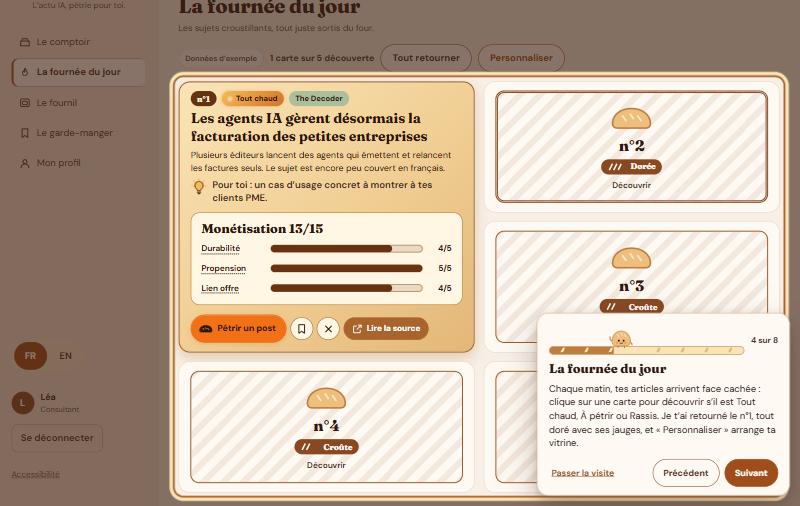 L'actu IA, pétrie pour toi.
Le comptoir
La fournée du jour
Le fournil
Le garde-manger
Mon profil
FR
EN
L
Léa
Consultant
Se déconnecter
Accessibilité
La fournée du jour
Les sujets croustillants, tout juste sortis du four.
Données d'exemple
1 carte sur 5 découverte
Tout retourner
Personnaliser
n°1
Tout chaud
The Decoder
Les agents IA gèrent désormais la
facturation des petites entreprises
Plusieurs éditeurs lancent des agents qui émettent et relancent
les factures seuls. Le sujet est encore peu couvert en français.
Pour toi : un cas d'usage concret à montrer à tes
clients PME.
Monétisation 13/15
Durabilité
4/5
Propension
5/5
Lien offre
4/5
Pétrir un post
Lire la source
n°2
Dorée
Découvrir
n°3
Croûte
n°4
Croûte
Découvrir
4 sur 8
La fournée du jour
Chaque matin, tes articles arrivent face cachée :
clique sur une carte pour découvrir s'il est Tout
chaud, À pétrir ou Rassis. Je t'ai retourné le n°1, tout
doré avec ses jauges, et « Personnaliser » arrange ta
vitrine.
Passer la visite
Précédent
Suivant